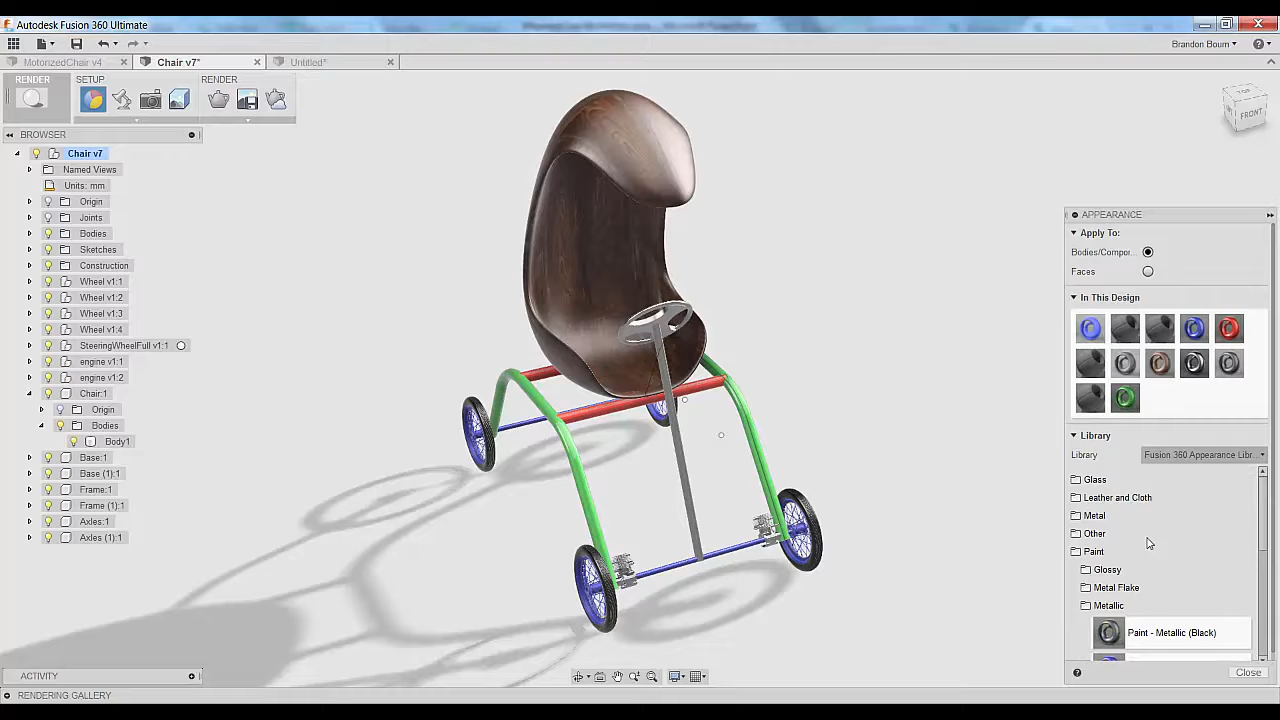 Autodesk Fusion 360 Ultimate
Brandon Bourn
MotorizedChair v4
Chair v7*
Untitled*
RENDER
SETUP
RENDER
BROWSER
Chair v7
Named Views
Units: mm
Origin
Joints
Bodies
Sketches
Construction
Wheel v1:1
Wheel v1:2
Wheel v1:3
Wheel v1:4
SteeringWheelFull v1:1
engine v1:1
engine v1:2
Chair:1
Origin
Bodies
Body1
Base:1
Base (1):1
Frame:1
Frame (1):1
Axles:1
Axles (1):1
ACTIVITY
RENDERING GALLERY
TOP
FRONT
APPEARANCE
Apply To:
Bodies/Compor...
Faces
In This Design
Library
Library
Fusion 360 Appearance Libr...
Glass
Leather and Cloth
Metal
Other
Paint
Glossy
Metal Flake
Metallic
Paint - Metallic (Black)
Close